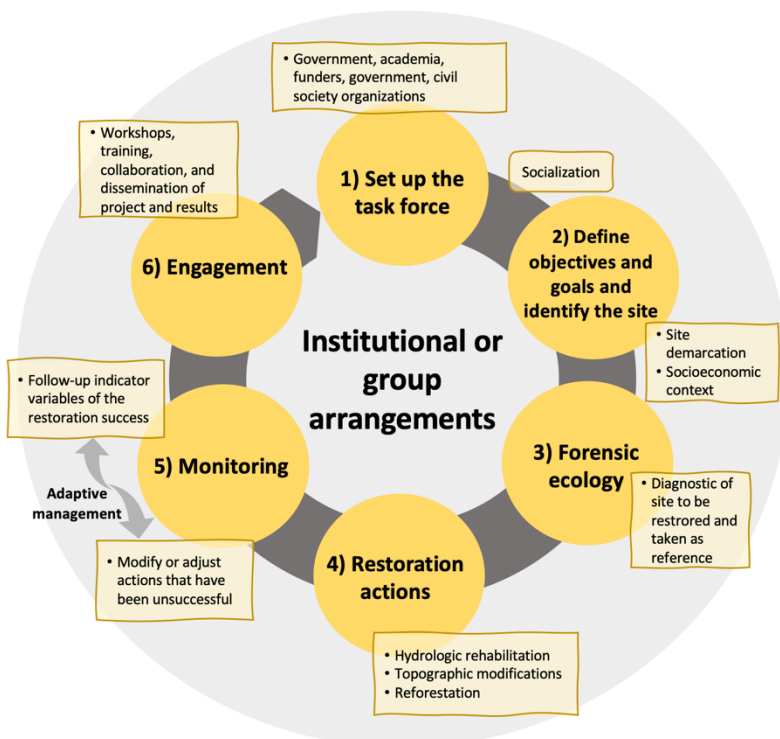 • Government, academia,
funders, government, civil
society organizations
1) Set up the
task force
Socialization
2) Define
objectives and
goals and
identify the site
• Site
demarcation
• Socioeconomic
context
3) Forensic
ecology
• Diagnostic of
site to be
restrored and
taken as
reference
4) Restoration
actions
• Hydrologic rehabilitation
• Topographic modifications
• Reforestation
5) Monitoring
• Follow-up indicator
variables of the
restoration success
Adaptive
management
• Modify or adjust
actions that have
been unsuccessful
6) Engagement
• Workshops,
training,
collaboration, and
dissemination of
project and results
Institutional or
group
arrangements